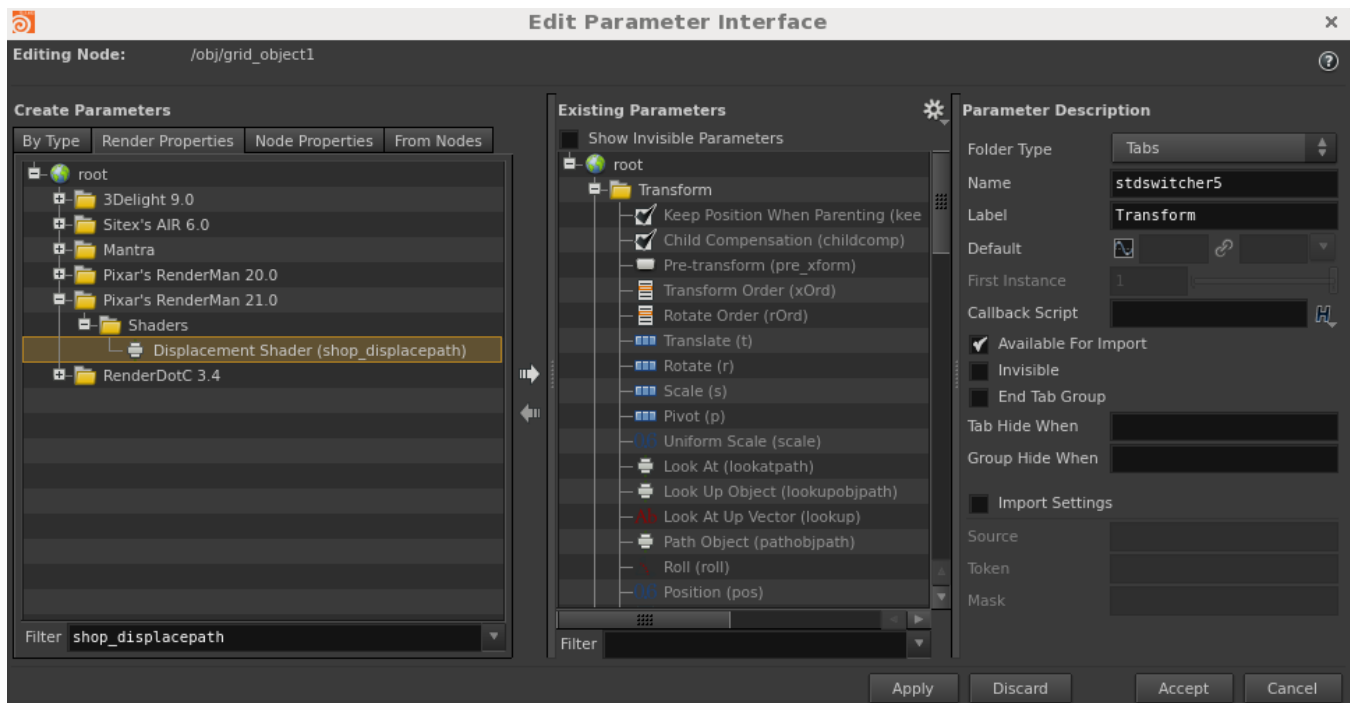 Edit Parameter Interface
Editing Node: /obj/grid_object1
Create Parameters
By Type Render Properties Node Properties From Nodes
root
3Delight 9.0
Sitex's AIR 6.0
Mantra
Pixar's RenderMan 20.0
Pixar's RenderMan 21.0
Shaders
Displacement Shader (shop_displacepath)
RenderDotC 3.4
Filter shop_displacepath
Existing Parameters
Show Invisible Parameters
root
Transform
Keep Position When Parenting (kee
Child Compensation (childcomp)
Pre-transform (pre_xform)
Transform Order (xOrd)
Rotate Order (rOrd)
Translate (t)
Rotate (r)
Scale (s)
Pivot (p)
Uniform Scale (scale)
Look At (lookatpath)
Look Up Object (lookupobjpath)
Look At Up Vector (lookup)
Path Object (pathobjpath)
Roll (roll)
Position (pos)
Filter
Parameter Description
Folder Type Tabs
Name stdswitcher5
Label Transform
Default
First Instance 1
Callback Script
Available For Import
Invisible
End Tab Group
Tab Hide When
Group Hide When
Import Settings
Source
Token
Mask
Apply Discard Accept Cancel